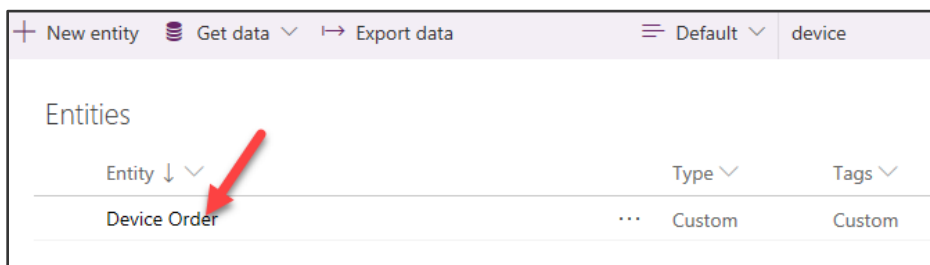 New entity Get data Export data Default device
Entities
Entity Type Tags
Device Order ... Custom Custom